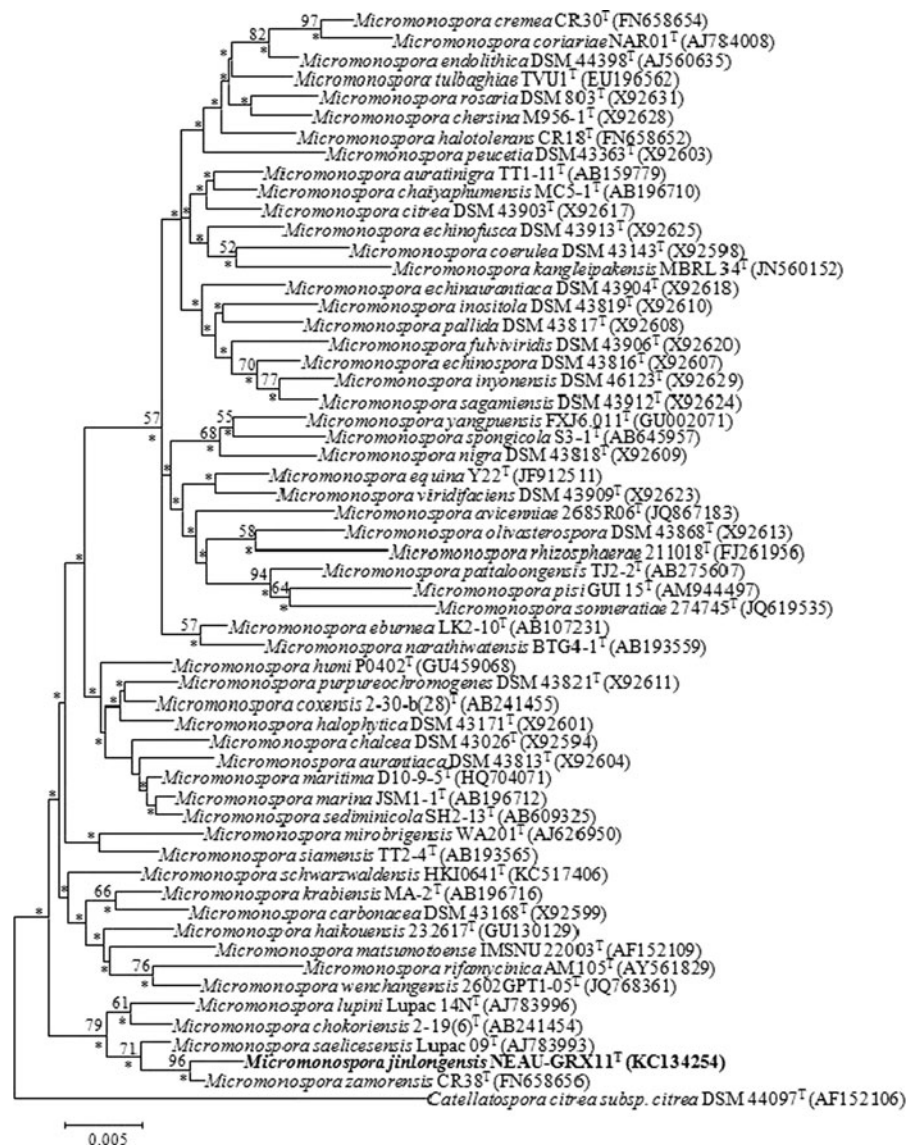 97
Micromonospora cremea CR30ᵀ (FN658654)
82
*
Micromonospora coriariae NAR01ᵀ (AJ784008)
*
Micromonospora endolithica DSM 44398ᵀ (AJ560635)
*
Micromonospora tulbaghiae TVU1ᵀ (EU196562)
*
Micromonospora rosaria DSM 803ᵀ (X92631)
*
Micromonospora chersina M956-1ᵀ (X92628)
*
Micromonospora halotolerans CR18ᵀ (FN658652)
*
Micromonospora peucetia DSM 43363ᵀ (X92603)
*
Micromonospora auratinigra TT1-11ᵀ (AB159779)
*
Micromonospora chaiyaphumensis MC5-1ᵀ (AB196710)
*
Micromonospora citrea DSM 43903ᵀ (X92617)
*
Micromonospora echinofusca DSM 43913ᵀ (X92625)
52
Micromonospora coerulea DSM 43143ᵀ (X92598)
*
Micromonospora kangleipakensis MBRL 34ᵀ (JN560152)
*
Micromonospora echinaurantiaca DSM 43904ᵀ (X92618)
*
Micromonospora inositola DSM 43819ᵀ (X92610)
*
Micromonospora pallida DSM 43817ᵀ (X92608)
*
Micromonospora fulviviridis DSM 43906ᵀ (X92620)
70
Micromonospora echinospora DSM 43816ᵀ (X92607)
*
77
Micromonospora inyonensis DSM 46123ᵀ (X92629)
*
Micromonospora sagamiensis DSM 43912ᵀ (X92624)
57
55
Micromonospora yangpuensis FXJ6.011ᵀ (GU002071)
*
68
*
Micromonospora spongicola S3-1ᵀ (AB645957)
*
Micromonospora nigra DSM 43818ᵀ (X92609)
*
Micromonospora equina Y22ᵀ (JF912511)
*
Micromonospora viridifaciens DSM 43909ᵀ (X92623)
*
Micromonospora avicenniae 2685R06ᵀ (JQ867183)
58
Micromonospora olivasterospora DSM 43868ᵀ (X92613)
*
Micromonospora rhizosphaerae 211018ᵀ (FJ261956)
94
Micromonospora pattaloongensis TJ2-2ᵀ (AB275607)
*
64
Micromonospora pisi GUI 15ᵀ (AM944497)
*
Micromonospora sonneratiae 274745ᵀ (JQ619535)
57
Micromonospora eburnea LK2-10ᵀ (AB107231)
*
Micromonospora narathiwatensis BTG4-1ᵀ (AB193559)
*
Micromonospora humi P0402ᵀ (GU459068)
*
Micromonospora purpureochromogenes DSM 43821ᵀ (X92611)
*
Micromonospora coxensis 2-30-b(28)ᵀ (AB241455)
*
Micromonospora halophytica DSM 43171ᵀ (X92601)
*
Micromonospora chalcea DSM 43026ᵀ (X92594)
*
Micromonospora aurantiaca DSM 43813ᵀ (X92604)
*
Micromonospora maritima D10-9-5ᵀ (HQ704071)
*
Micromonospora marina JSM1-1ᵀ (AB196712)
*
Micromonospora sediminicola SH2-13ᵀ (AB609325)
*
Micromonospora mirobrigensis WA201ᵀ (AJ626950)
*
Micromonospora siamensis TT2-4ᵀ (AB193565)
*
Micromonospora schwarzwaldensis HKI0641ᵀ (KC517406)
66
Micromonospora krabiensis MA-2ᵀ (AB196716)
*
Micromonospora carbonacea DSM 43168ᵀ (X92599)
*
Micromonospora haikouensis 232617ᵀ (GU130129)
*
Micromonospora matsumotoense IMSNU 22003ᵀ (AF152109)
76
Micromonospora rifamycinica AM 105ᵀ (AY561829)
*
Micromonospora wenchangensis 2602GPT1-05ᵀ (JQ768361)
61
Micromonospora lupini Lupac 14Nᵀ (AJ783996)
*
79
Micromonospora chokoriensis 2-19(6)ᵀ (AB241454)
*
71
Micromonospora saelicesensis Lupac 09ᵀ (AJ783993)
*
96
Micromonospora jinlongensis NEAU-GRX11ᵀ (KC134254)
*
Micromonospora zamorensis CR38ᵀ (FN658656)
Catellatospora citrea subsp. citrea DSM 44097ᵀ (AF152106)
0.005